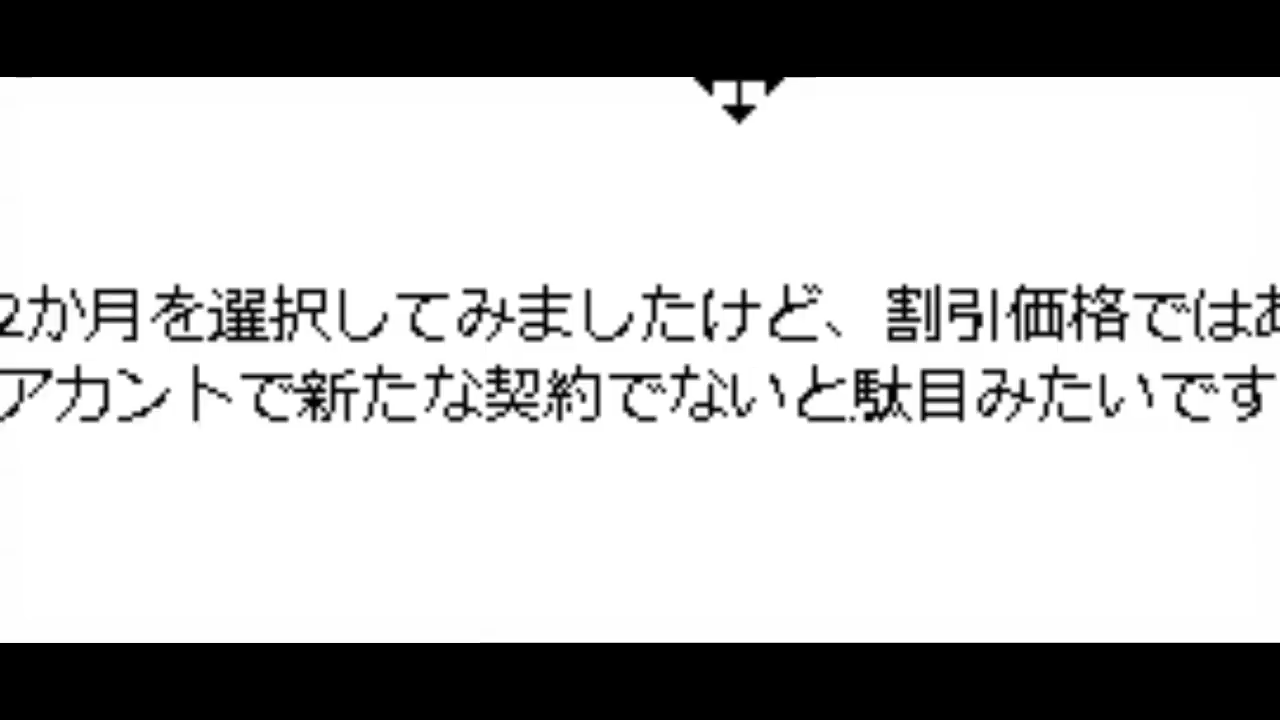 2か月を選択してみましたけど、割引価格ではあ
アカントで新たな契約でないと駄目みたいです